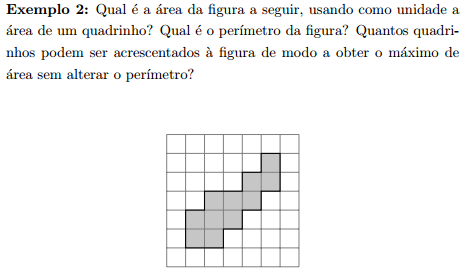 Exemplo 2: Qual é a área da figura a seguir, usando como unidade a
área de um quadrinho? Qual é o perímetro da figura? Quantos quadri-
nhos podem ser acrescentados à figura de modo a obter o máximo de
área sem alterar o perímetro?